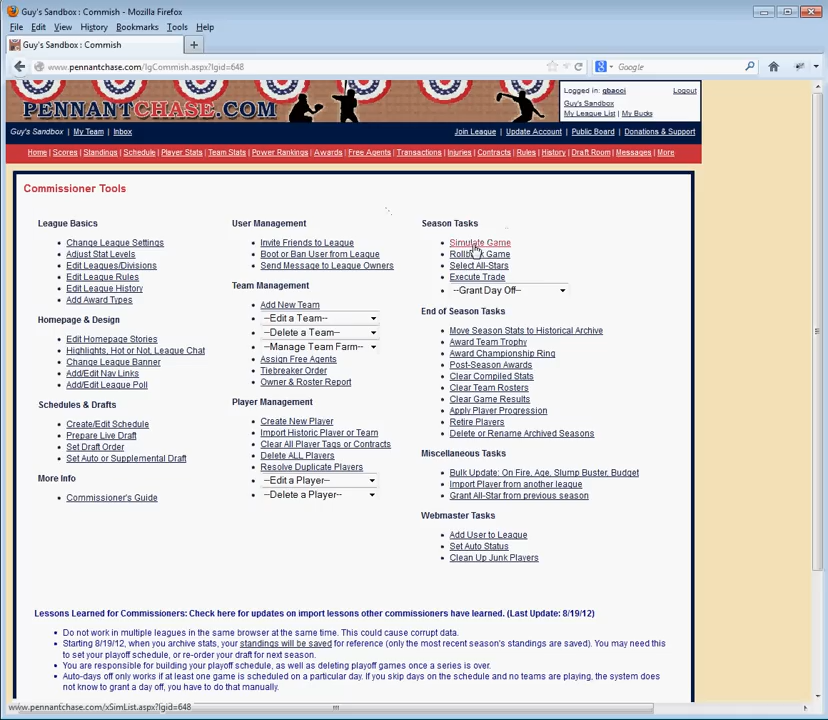 Guy's Sandbox : Commish - Mozilla Firefox
File Edit View History Bookmarks Tools Help
Guy's Sandbox : Commish
www.pennantchase.com/lgCommish.aspx?lgid=648
Google
PENNANTCHASE.COM
Logged in: gbacci Logout
Guy's Sandbox
My League List | My Bucks
Guy's Sandbox | My Team | Inbox
Join League | Update Account | Public Board | Donations & Support
Home | Scores | Standings | Schedule | Player Stats | Team Stats | Power Rankings | Awards | Free Agents | Transactions | Injuries | Contracts | Rules | History | Draft Room | Messages | More
Commissioner Tools
League Basics
Change League Settings
Adjust Stat Levels
Edit Leagues/Divisions
Edit League Rules
Edit League History
Add Award Types
Homepage & Design
Edit Homepage Stories
Highlights, Hot or Not, League Chat
Change League Banner
Add/Edit Nav Links
Add/Edit League Poll
Schedules & Drafts
Create/Edit Schedule
Prepare Live Draft
Set Draft Order
Set Auto or Supplemental Draft
More Info
Commissioner's Guide
User Management
Invite Friends to League
Boot or Ban User from League
Send Message to League Owners
Team Management
Add New Team
--Edit a Team--
--Delete a Team--
--Manage Team Farm--
Assign Free Agents
Tiebreaker Order
Owner & Roster Report
Player Management
Create New Player
Import Historic Player or Team
Clear All Player Tags or Contracts
Delete ALL Players
Resolve Duplicate Players
--Edit a Player--
--Delete a Player--
Season Tasks
Simulate Game
Rollback Game
Select All-Stars
Execute Trade
--Grant Day Off--
End of Season Tasks
Move Season Stats to Historical Archive
Award Team Trophy
Award Championship Ring
Post-Season Awards
Clear Compiled Stats
Clear Team Rosters
Clear Game Results
Apply Player Progression
Retire Players
Delete or Rename Archived Seasons
Miscellaneous Tasks
Bulk Update: On Fire, Age, Slump Buster, Budget
Import Player from another league
Grant All-Star from previous season
Webmaster Tasks
Add User to League
Set Auto Status
Clean Up Junk Players
Lessons Learned for Commissioners: Check here for updates on import lessons other commissioners have learned. (Last Update: 8/19/12)
Do not work in multiple leagues in the same browser at the same time. This could cause corrupt data.
Starting 8/19/12, when you archive stats, your standings will be saved for reference (only the most recent season's standings are saved). You may need this
to set your playoff schedule, or re-order your draft for next season.
You are responsible for building your playoff schedule, as well as deleting playoff games once a series is over.
Auto-days off only works if at least one game is scheduled on a particular day. If you skip days on the schedule and no teams are playing, the system does
not know to grant a day off, you have to do that manually.
www.pennantchase.com/xSimList.aspx?lgid=648